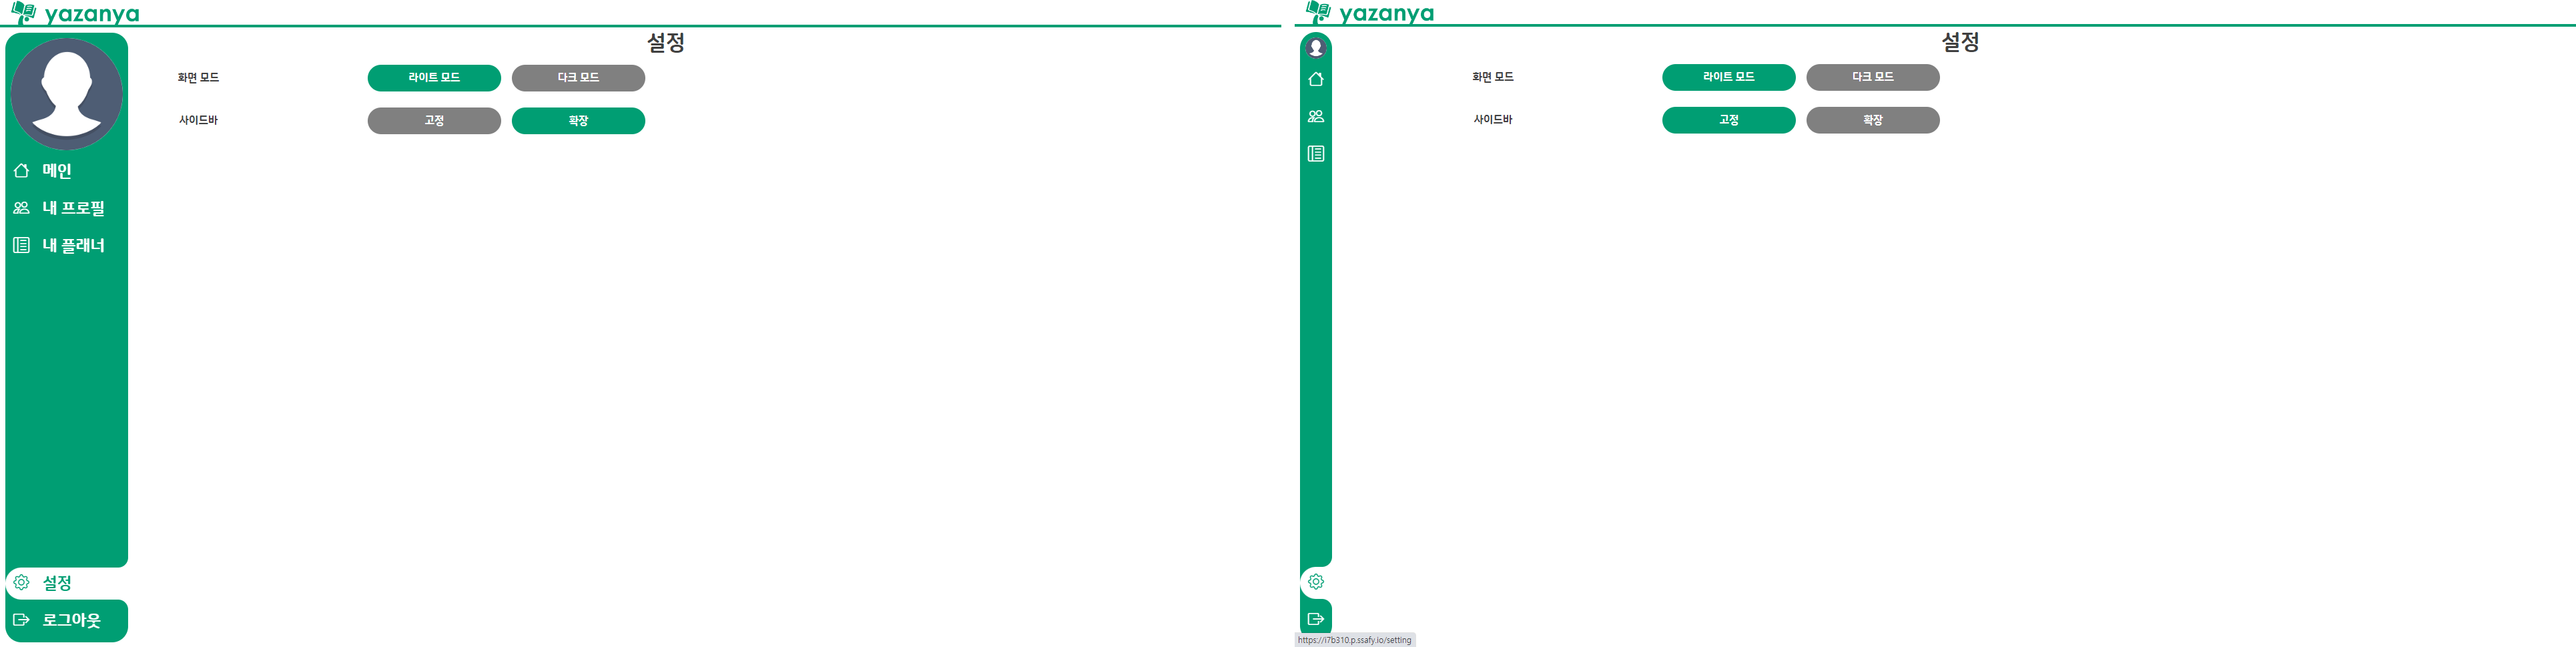 yazanya
설정
화면 모드
라이트 모드
다크 모드
사이드바
고정
확장
메인
내 프로필
내 플래너
설정
로그아웃
yazanya
설정
화면 모드
라이트 모드
다크 모드
사이드바
고정
확장
https://i7b310.p.ssafy.io/setting